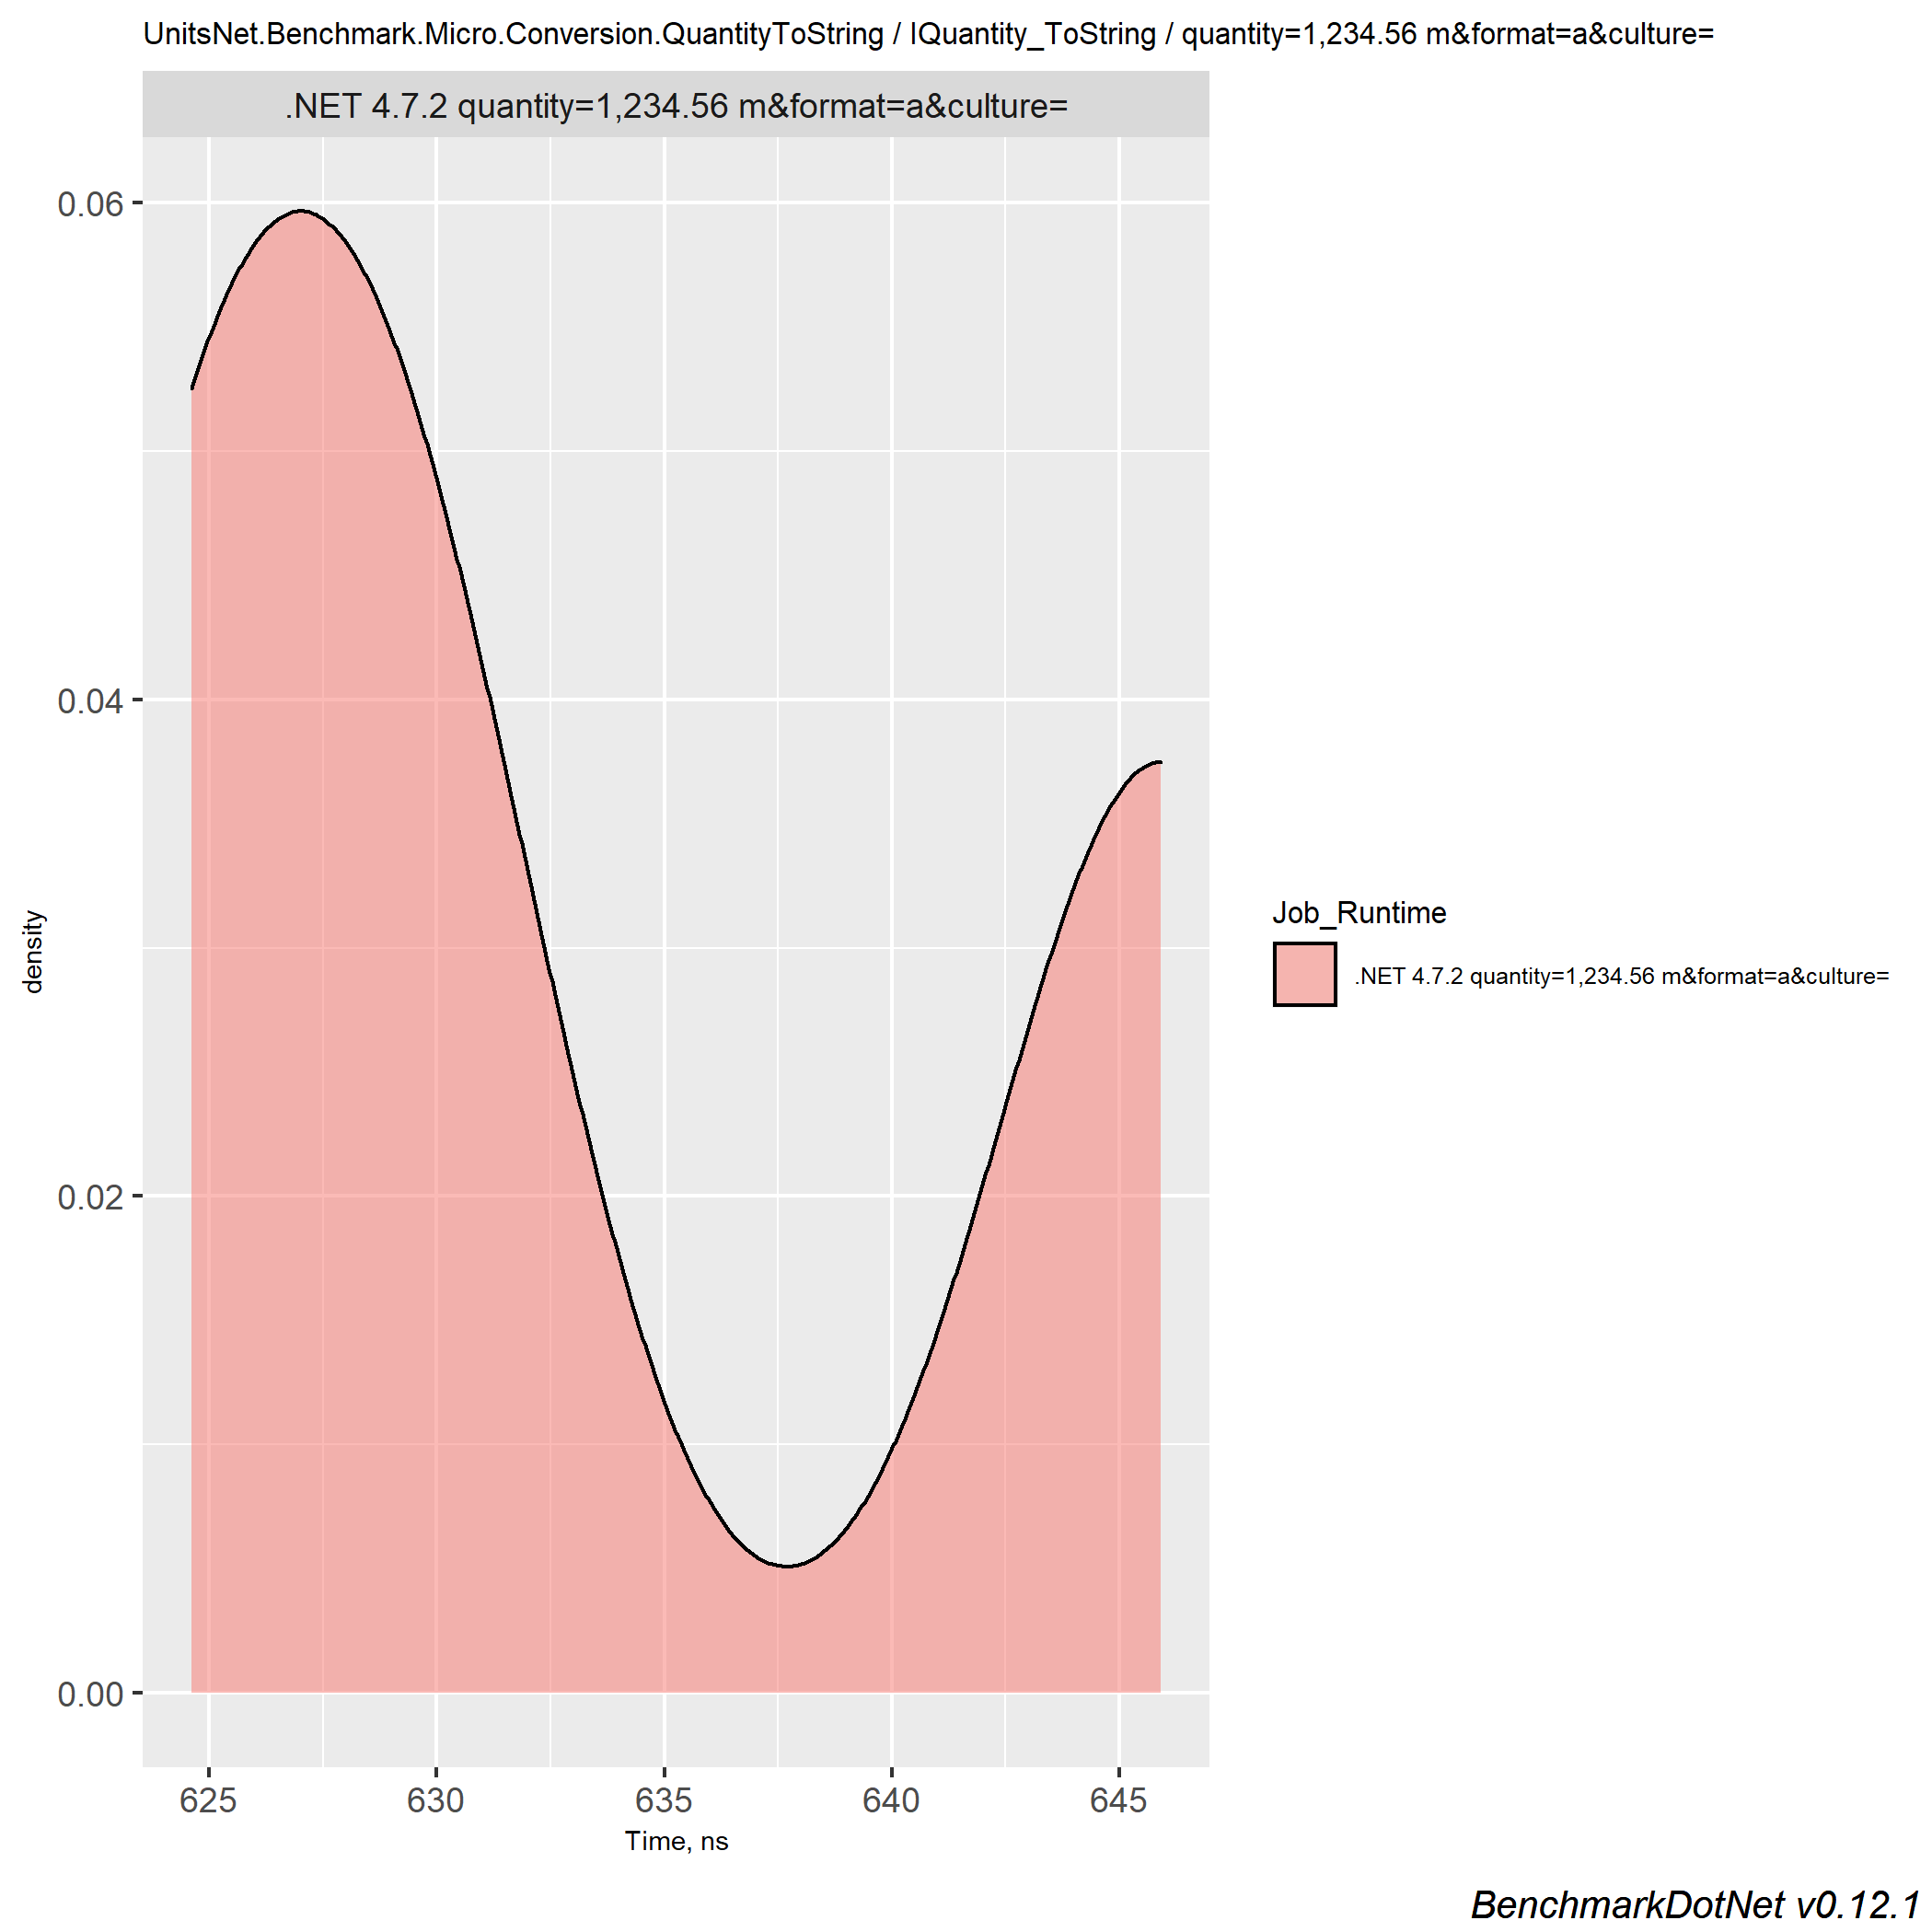 UnitsNet.Benchmark.Micro.Conversion.QuantityToString / IQuantity_ToString / quantity=1,234.56 m&format=a&culture=
.NET 4.7.2 quantity=1,234.56 m&format=a&culture=
0.06
0.04
0.02
0.00
density
625 630 635 640 645
Time, ns
Job_Runtime
.NET 4.7.2 quantity=1,234.56 m&format=a&culture=
BenchmarkDotNet v0.12.1